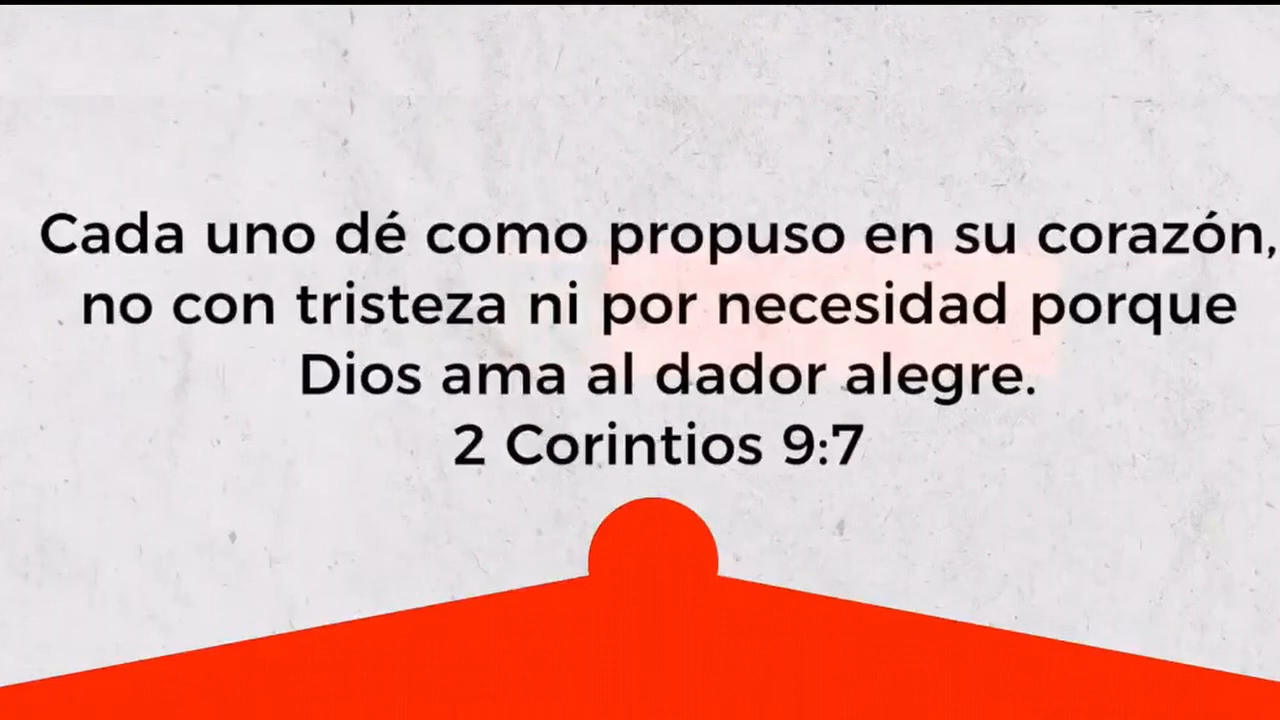 Cada uno dé como propuso en su corazón,
no con tristeza ni por necesidad porque
Dios ama al dador alegre.
2 Corintios 9:7